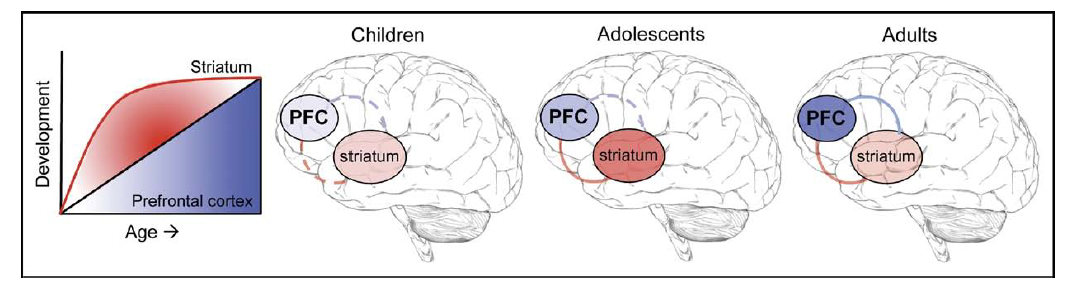 Development
Striatum
Prefrontal cortex
Age →
Children
PFC
striatum
Adolescents
PFC
striatum
Adults
PFC
striatum